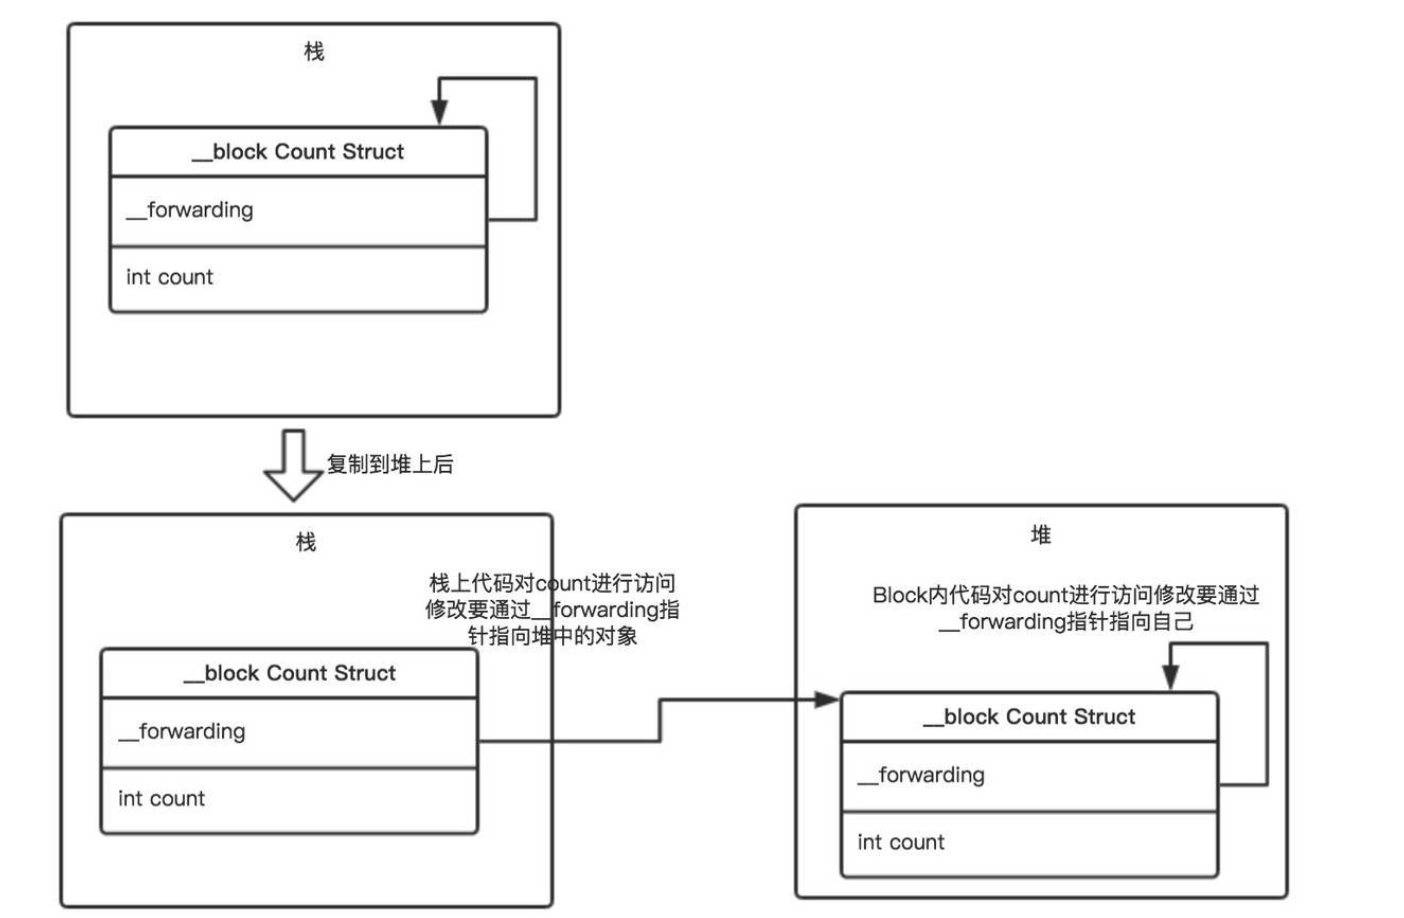 栈
__block Count Struct
__forwarding
int count
复制到堆上后
栈
栈上代码对count进行访问
修改要通过__forwarding指
针指向堆中的对象
__block Count Struct
__forwarding
int count
堆
Block内代码对count进行访问修改要通过
__forwarding指针指向自己
__block Count Struct
__forwarding
int count